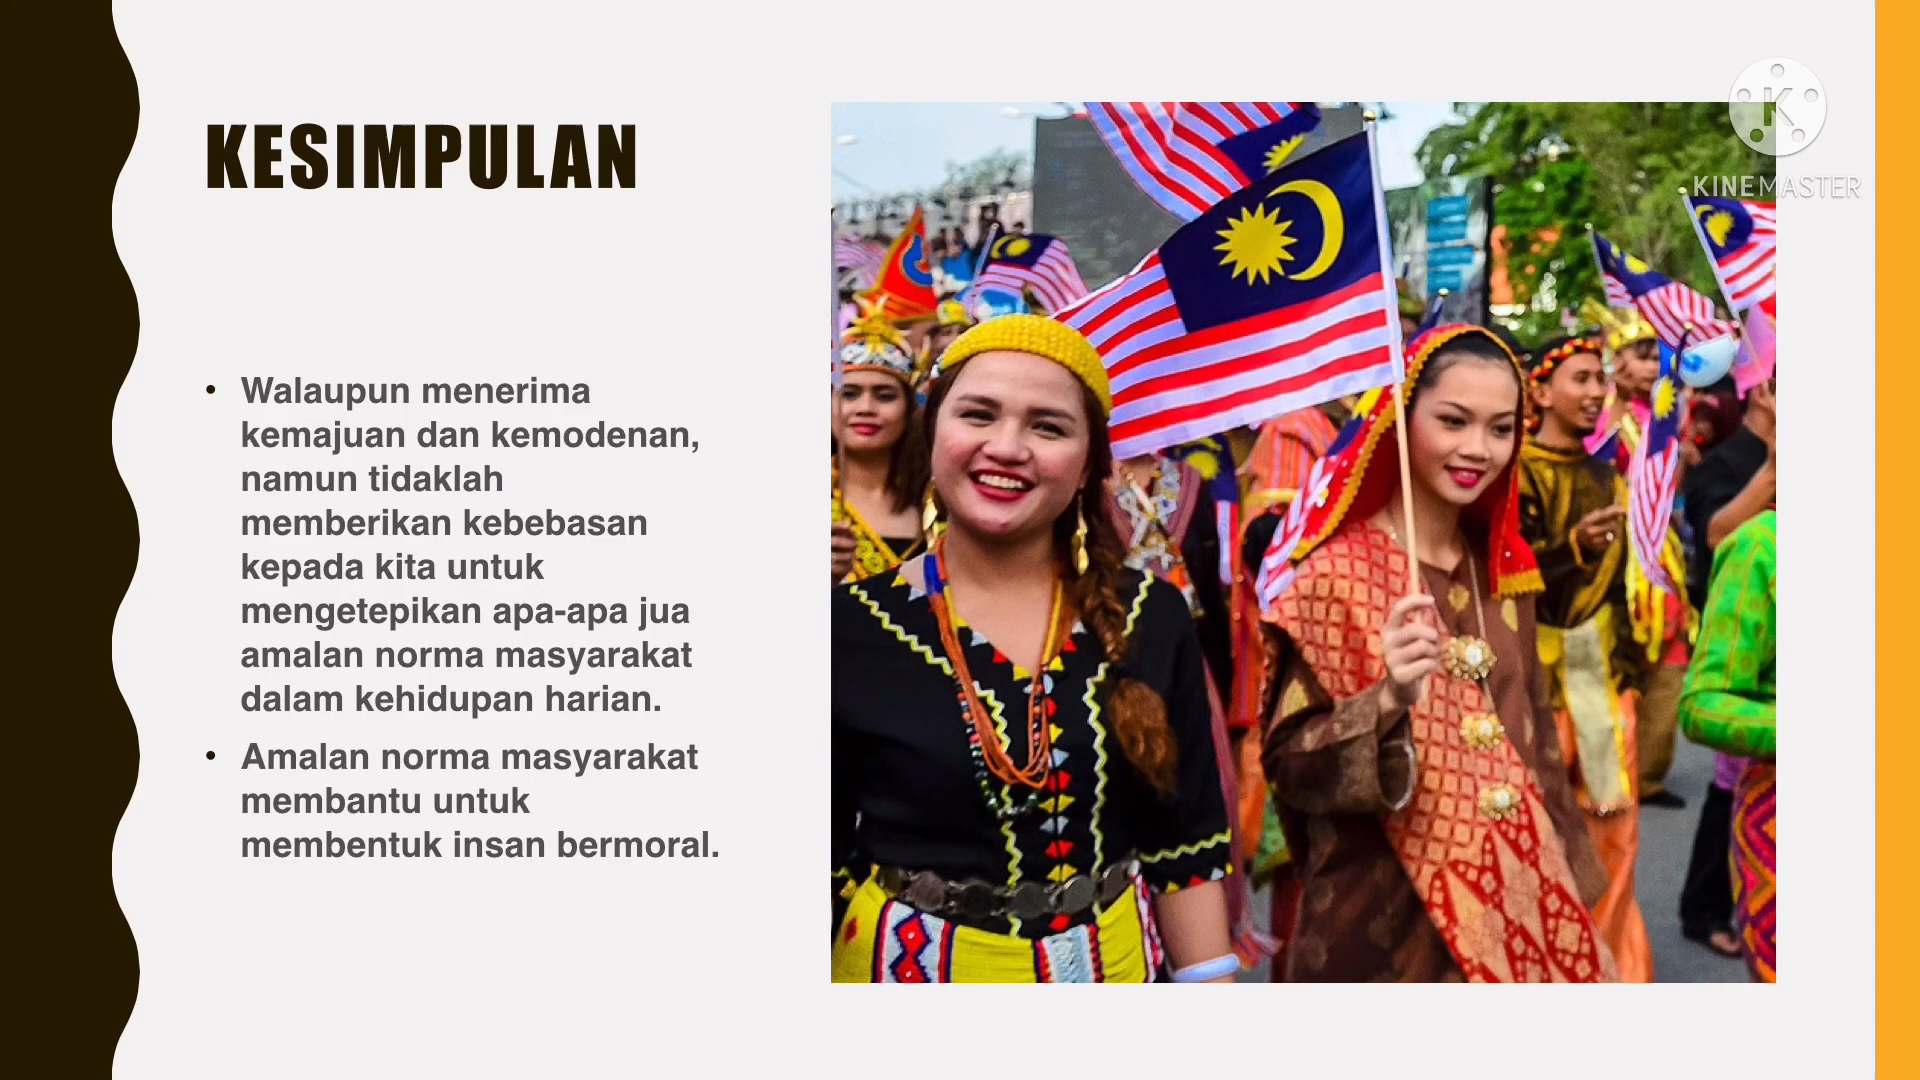 KINEMASTER
KESIMPULAN
• Walaupun menerima
kemajuan dan kemodenan,
namun tidaklah
memberikan kebebasan
kepada kita untuk
mengetepikan apa-apa jua
amalan norma masyarakat
dalam kehidupan harian.
• Amalan norma masyarakat
membantu untuk
membentuk insan bermoral.